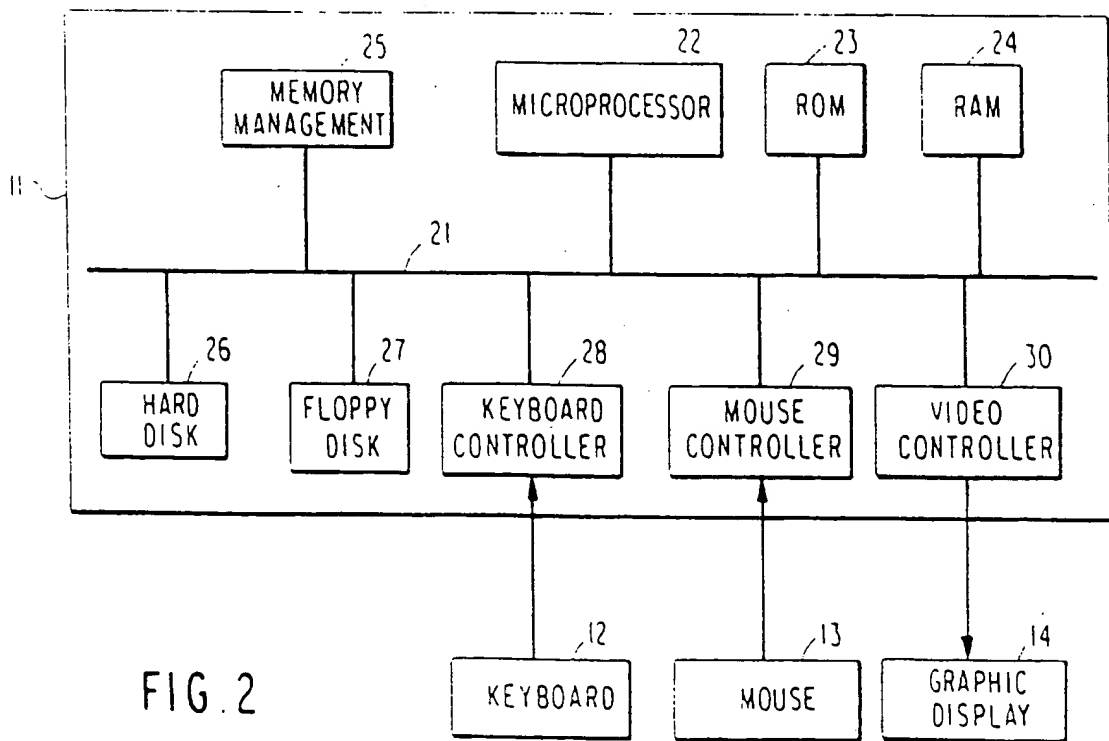 25
22
23
24
MEMORY
MANAGEMENT
MICROPROCESSOR
ROM
RAM
11
21
26
27
28
29
30
HARD
DISK
FLOPPY
DISK
KEYBOARD
CONTROLLER
MOUSE
CONTROLLER
VIDEO
CONTROLLER
12
13
14
KEYBOARD
MOUSE
GRAPHIC
DISPLAY
FIG. 2